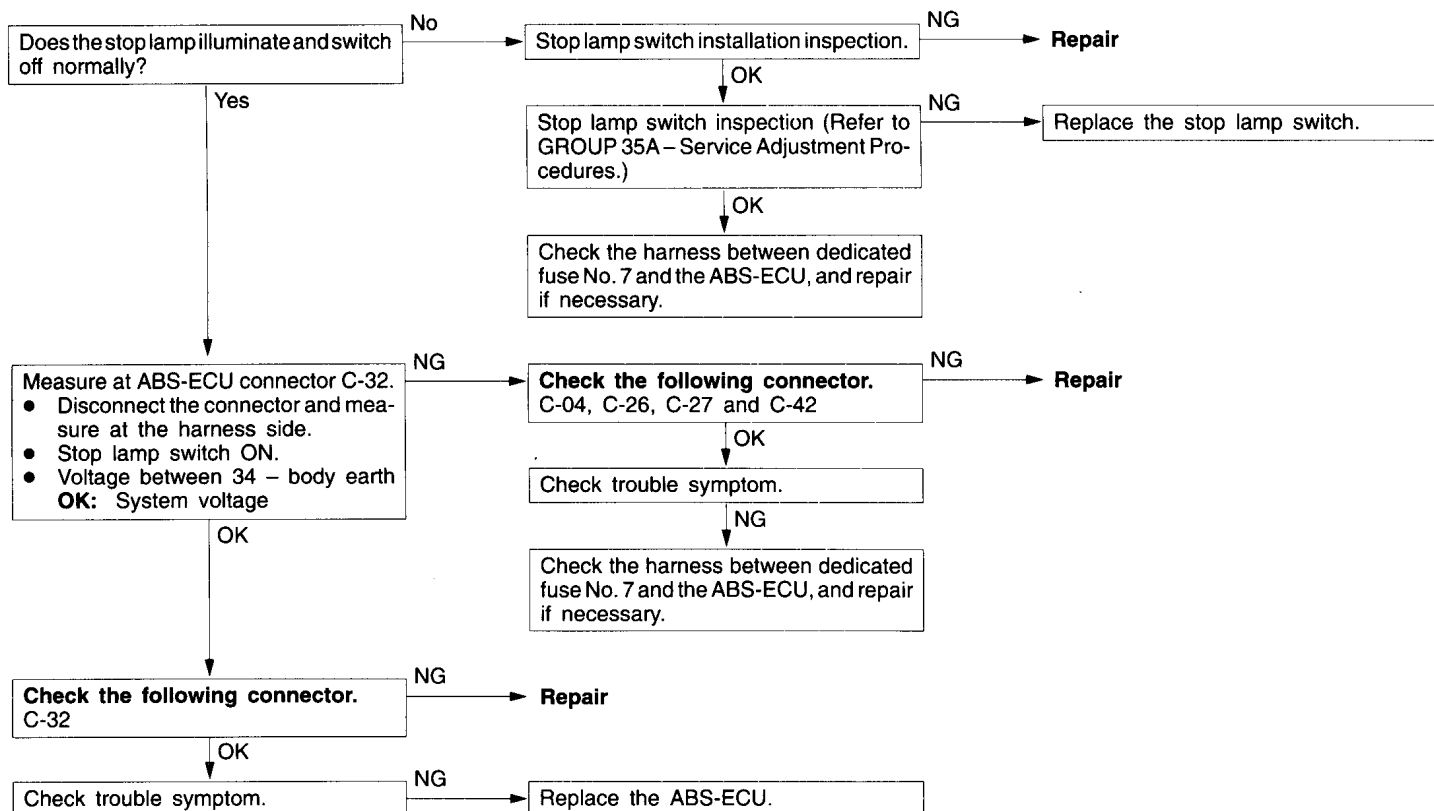 Does the stop lamp illuminate and switch
off normally?
No
Stop lamp switch installation inspection.
NG
Repair
Yes
OK
Stop lamp switch inspection (Refer to
GROUP 35A – Service Adjustment Pro-
cedures.)
NG
Replace the stop lamp switch.
OK
Check the harness between dedicated
fuse No. 7 and the ABS-ECU, and repair
if necessary.
Measure at ABS-ECU connector C-32.
● Disconnect the connector and mea-
sure at the harness side.
● Stop lamp switch ON.
● Voltage between 34 – body earth
OK: System voltage
NG
Check the following connector.
C-04, C-26, C-27 and C-42
NG
Repair
OK
Check trouble symptom.
NG
Check the harness between dedicated
fuse No. 7 and the ABS-ECU, and repair
if necessary.
OK
Check the following connector.
C-32
NG
Repair
OK
Check trouble symptom.
NG
Replace the ABS-ECU.